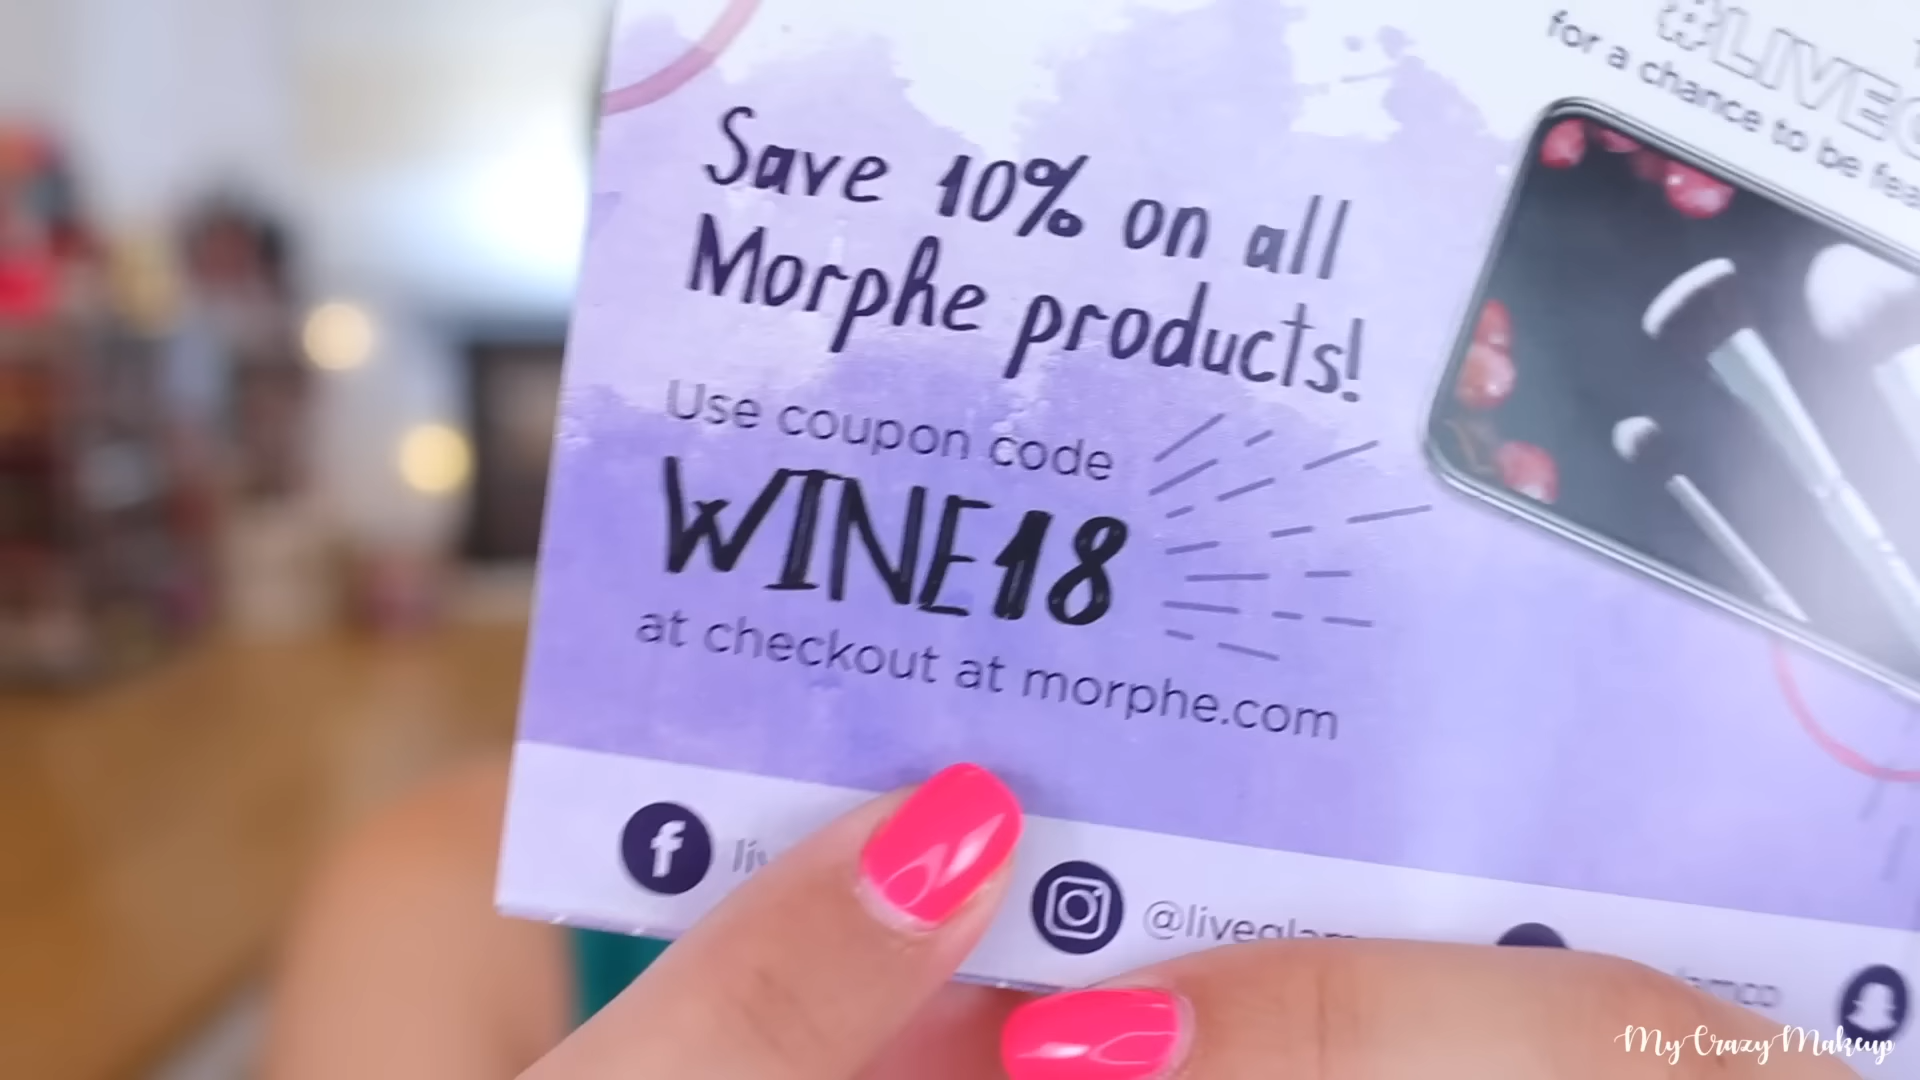 #LIVEG
for a chance to be fea
Save 10% on all
Morphe products!
Use coupon code
WINE18
at checkout at morphe.com
@liveglam
My Crazy Makeup